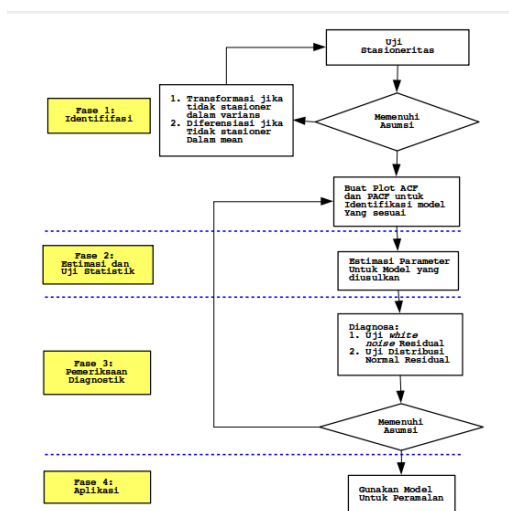 Uji
Stasioneritas
Fase 1:
Identififasi
1. Transformasi jika
tidak stasioner
dalam varians
2. Diferensiasi jika
Tidak stasioner
Dalam mean
Memenuhi
Asumsi
Buat Plot ACF
dan PACF untuk
Identifikasi model
Yang sesuai
Fase 2:
Estimasi dan
Uji Statistik
Estimasi Parameter
Untuk Model yang
diusulkan
Fase 3:
Pemeriksaan
Diagnostik
Diagnosa:
1. Uji white
noise Residual
2. Uji Distribusi
Normal Residual
Memenuhi
Asumsi
Fase 4:
Aplikasi
Gunakan Model
Untuk Peramalan